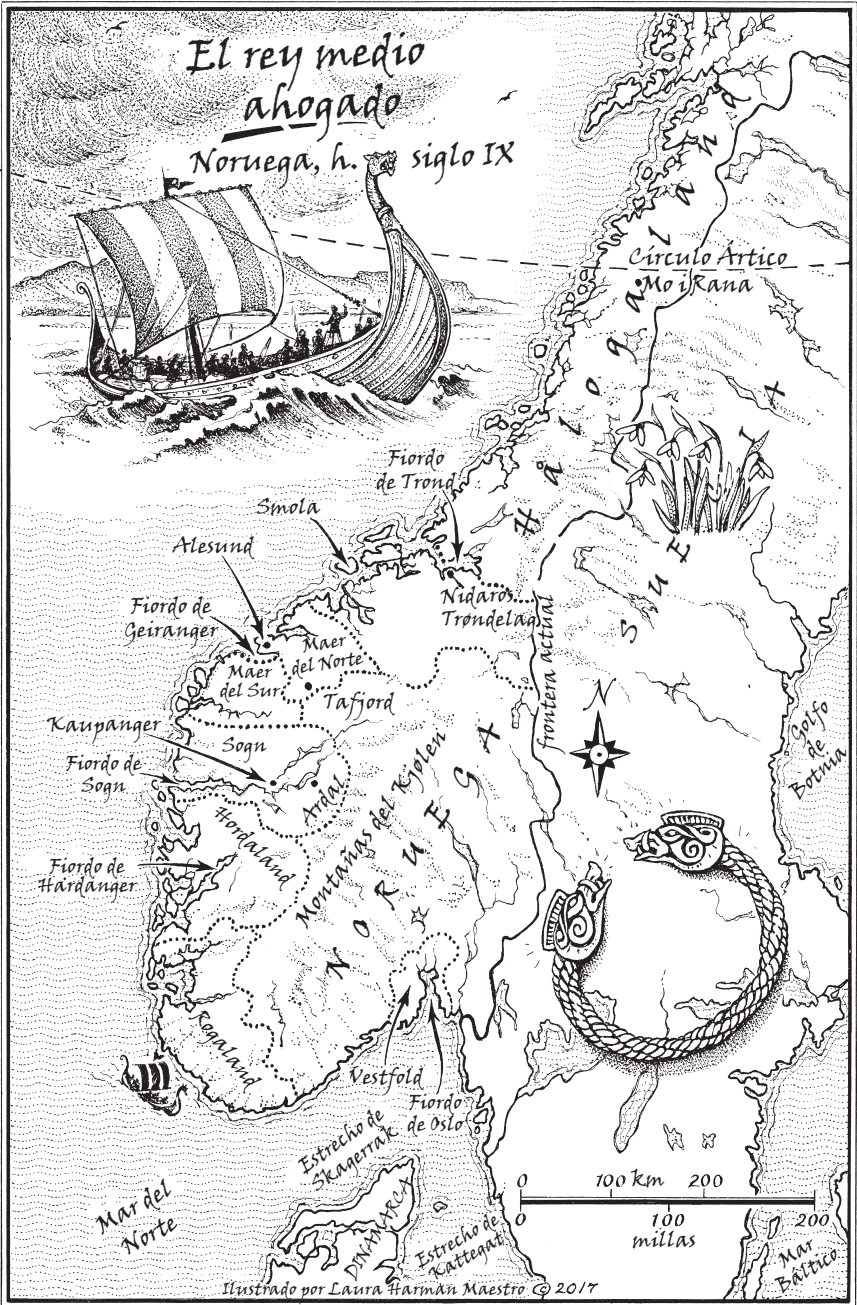 El rey medio
ahogado
Noruega, h. siglo IX
Hålogaland
Círculo Ártico
Mo i Rana
SUECIA
Fiordo
de Trond
Smola
Alesund
Nidaros
Trøndelag
frontera actual
Fiordo de
Geiranger
Maer
del Norte
Maer
del Sur
Tafjord
N
Golfo
de
Botnia
Kaupanger
Sogn
Fiordo de
Sogn
Ardal
Montañas del Kjølen
NORUEGA
Hordaland
Fiordo de
Hardanger
Rogaland
Vestfold
Fiordo
de Oslo
Estrecho de
Skagerrak
Mar del
Norte
DINAMARCA
Estrecho de
Kattegat
0 100 km 200
0 100 200
millas
Mar
Báltico
Ilustrado por Laura Hartman Maestro © 2017